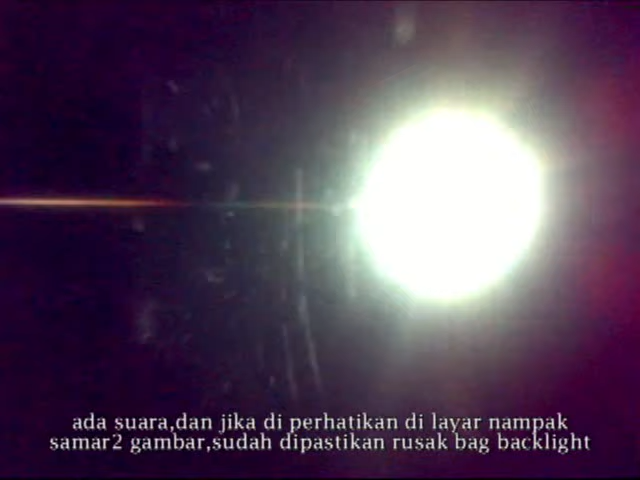 ada suara,dan jika di perhatikan di layar nampak
samar2 gambar,sudah dipastikan rusak bag backlight